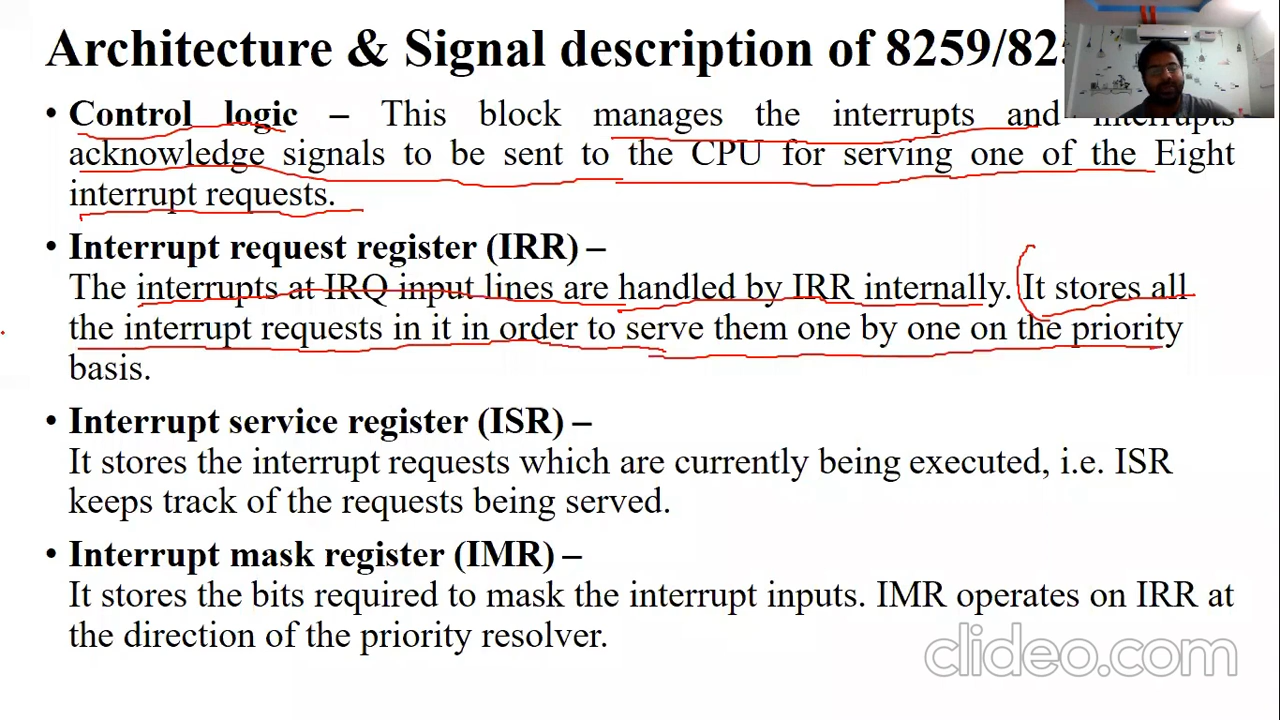 Architecture & Signal description of 8259/82
• Control logic – This block manages the interrupts and interrupts
acknowledge signals to be sent to the CPU for serving one of the Eight
interrupt requests.
• Interrupt request register (IRR) –
The interrupts at IRQ input lines are handled by IRR internally. It stores all
the interrupt requests in it in order to serve them one by one on the priority
basis.
• Interrupt service register (ISR) –
It stores the interrupt requests which are currently being executed, i.e. ISR
keeps track of the requests being served.
• Interrupt mask register (IMR) –
It stores the bits required to mask the interrupt inputs. IMR operates on IRR at
the direction of the priority resolver.
clideo.com